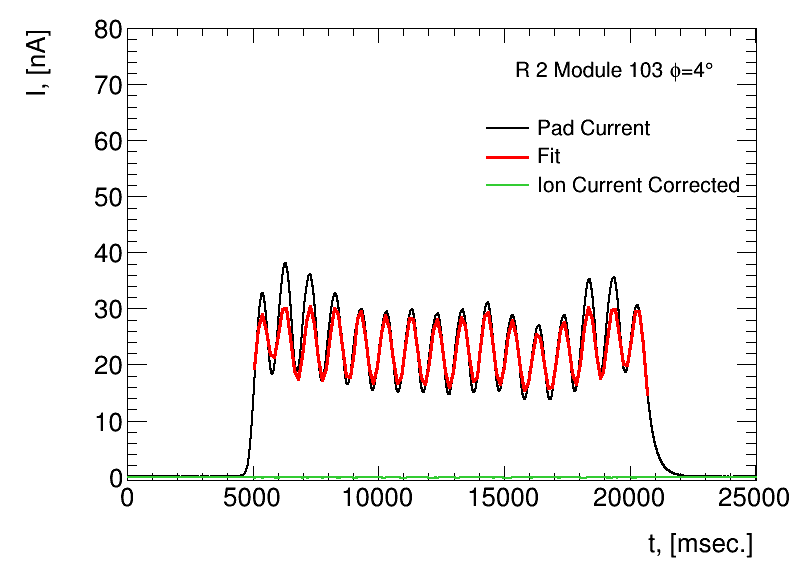 I, [nA]
80
70
60
50
40
30
20
10
0
R 2 Module 103 ϕ=4°
Pad Current
Fit
Ion Current Corrected
0 5000 10000 15000 20000 25000
t, [msec.]